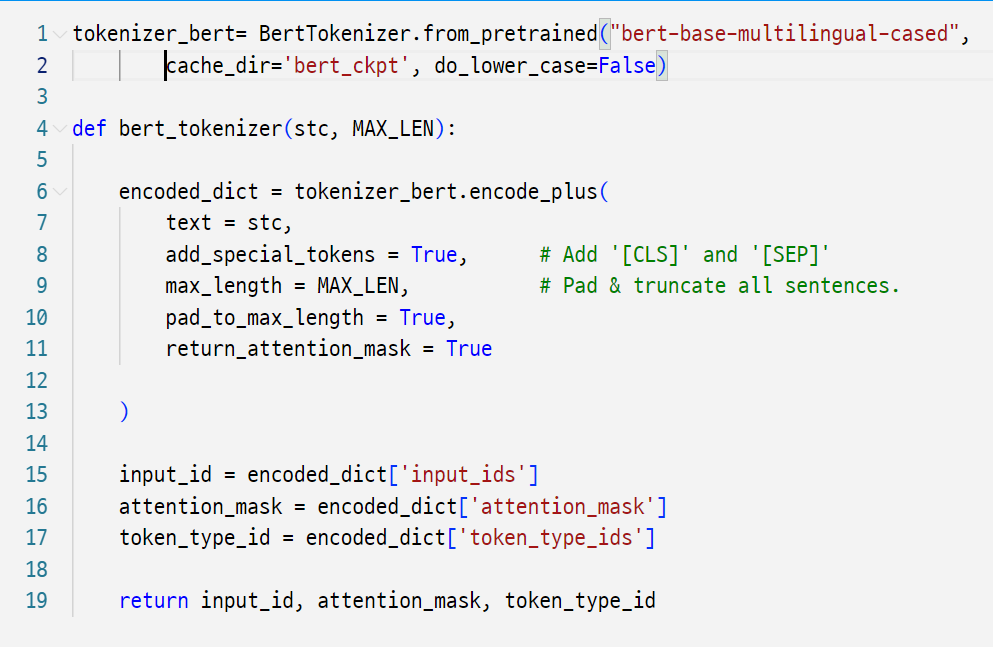 1 tokenizer_bert= BertTokenizer.from_pretrained("bert-base-multilingual-cased",
2         cache_dir='bert_ckpt', do_lower_case=False)
3
4 def bert_tokenizer(stc, MAX_LEN):
5
6     encoded_dict = tokenizer_bert.encode_plus(
7         text = stc,
8         add_special_tokens = True,      # Add '[CLS]' and '[SEP]'
9         max_length = MAX_LEN,           # Pad & truncate all sentences.
10         pad_to_max_length = True,
11         return_attention_mask = True
12
13     )
14
15     input_id = encoded_dict['input_ids']
16     attention_mask = encoded_dict['attention_mask']
17     token_type_id = encoded_dict['token_type_ids']
18
19     return input_id, attention_mask, token_type_id